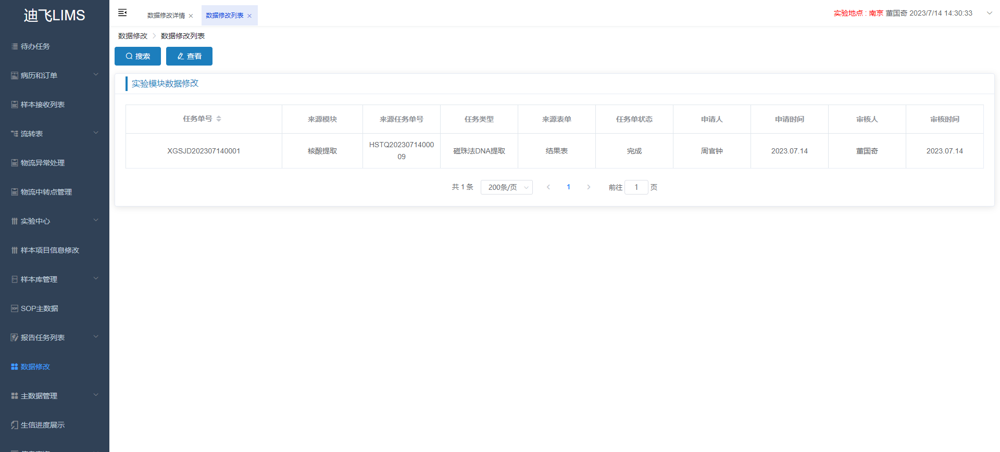 迪飞LIMS
待办任务
病历和订单
样本接收列表
流转表
物流异常处理
物流中转点管理
实验中心
样本项目信息修改
样本库管理
SOP主数据
报告任务列表
数据修改
主数据管理
生信进度展示
数据修改详情
数据修改列表
实验地点 : 南京 董国奇 2023/7/14 14:30:33
数据修改 > 数据修改列表
搜索
查看
实验模块数据修改
任务单号 来源模块 来源任务单号 任务类型 来源表单 任务单状态 申请人 申请时间 审核人 审核时间
XGSJD202307140001 核酸提取 HSTQ20230714000 磁珠法DNA提取 结果表 完成 周官钟 2023.07.14 董国奇 2023.07.14
09
共 1 条 200条/页 1 前往 1 页